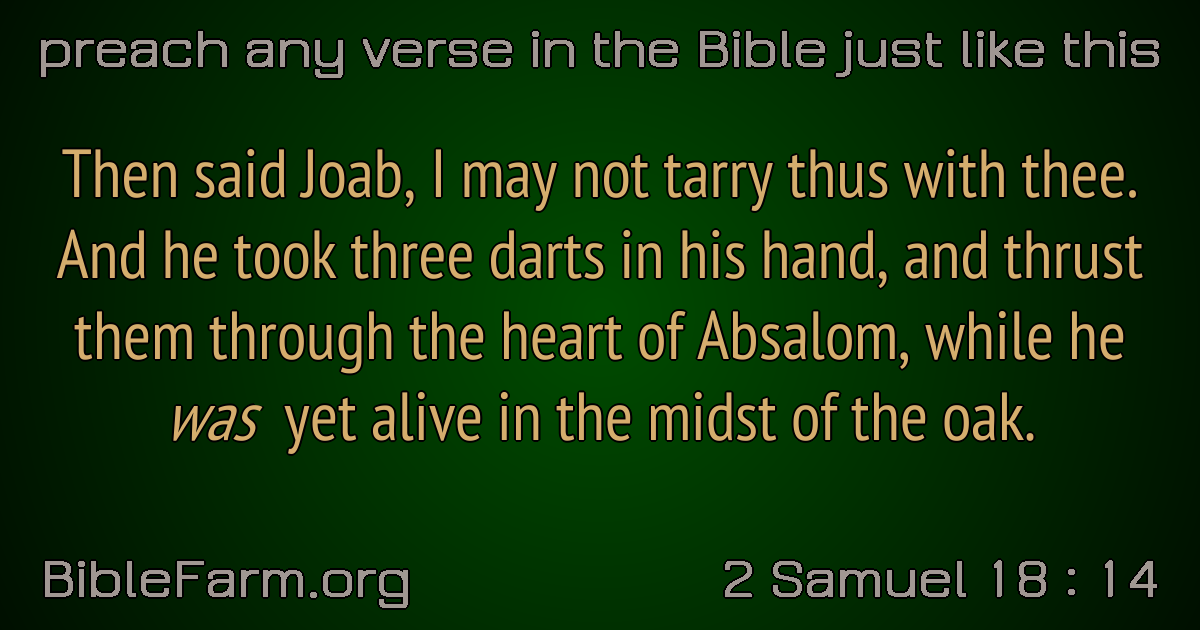 preach any verse in the Bible just like this
Then said Joab, I may not tarry thus with thee.
And he took three darts in his hand, and thrust
them through the heart of Absalom, while he
was yet alive in the midst of the oak.
BibleFarm.org
2 Samuel 18 : 14